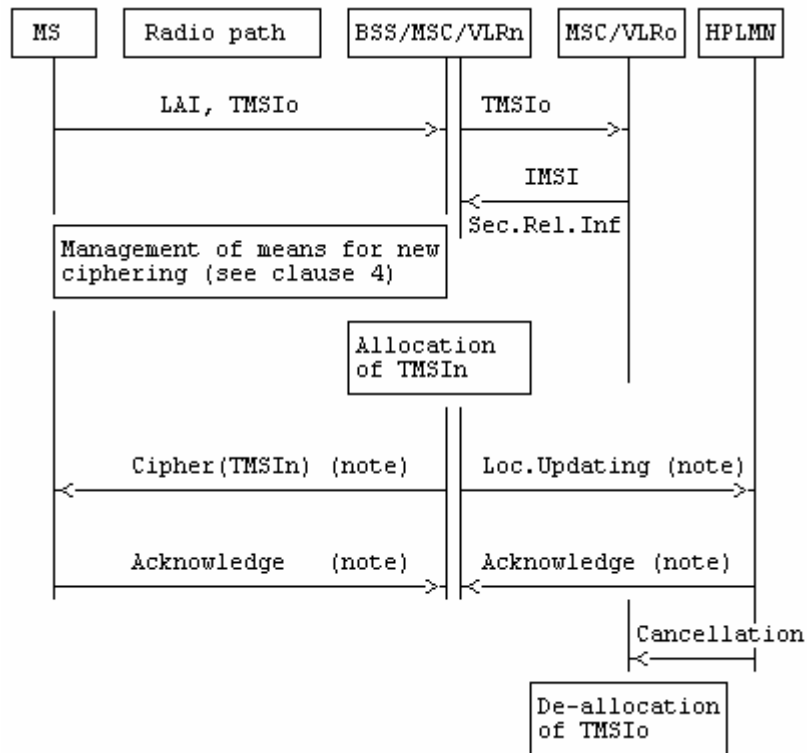 MS Radio path BSS/MSC/VLRn MSC/VLRo HPLMN
LAI, TMSIo TMSIo
IMSI
Sec.Rel.Inf
Management of means for new
ciphering (see clause 4)
Allocation
of TMSIn
Cipher(TMSIn) (note) Loc.Updating (note)
Acknowledge (note) Acknowledge (note)
Cancellation
De-allocation
of TMSIo